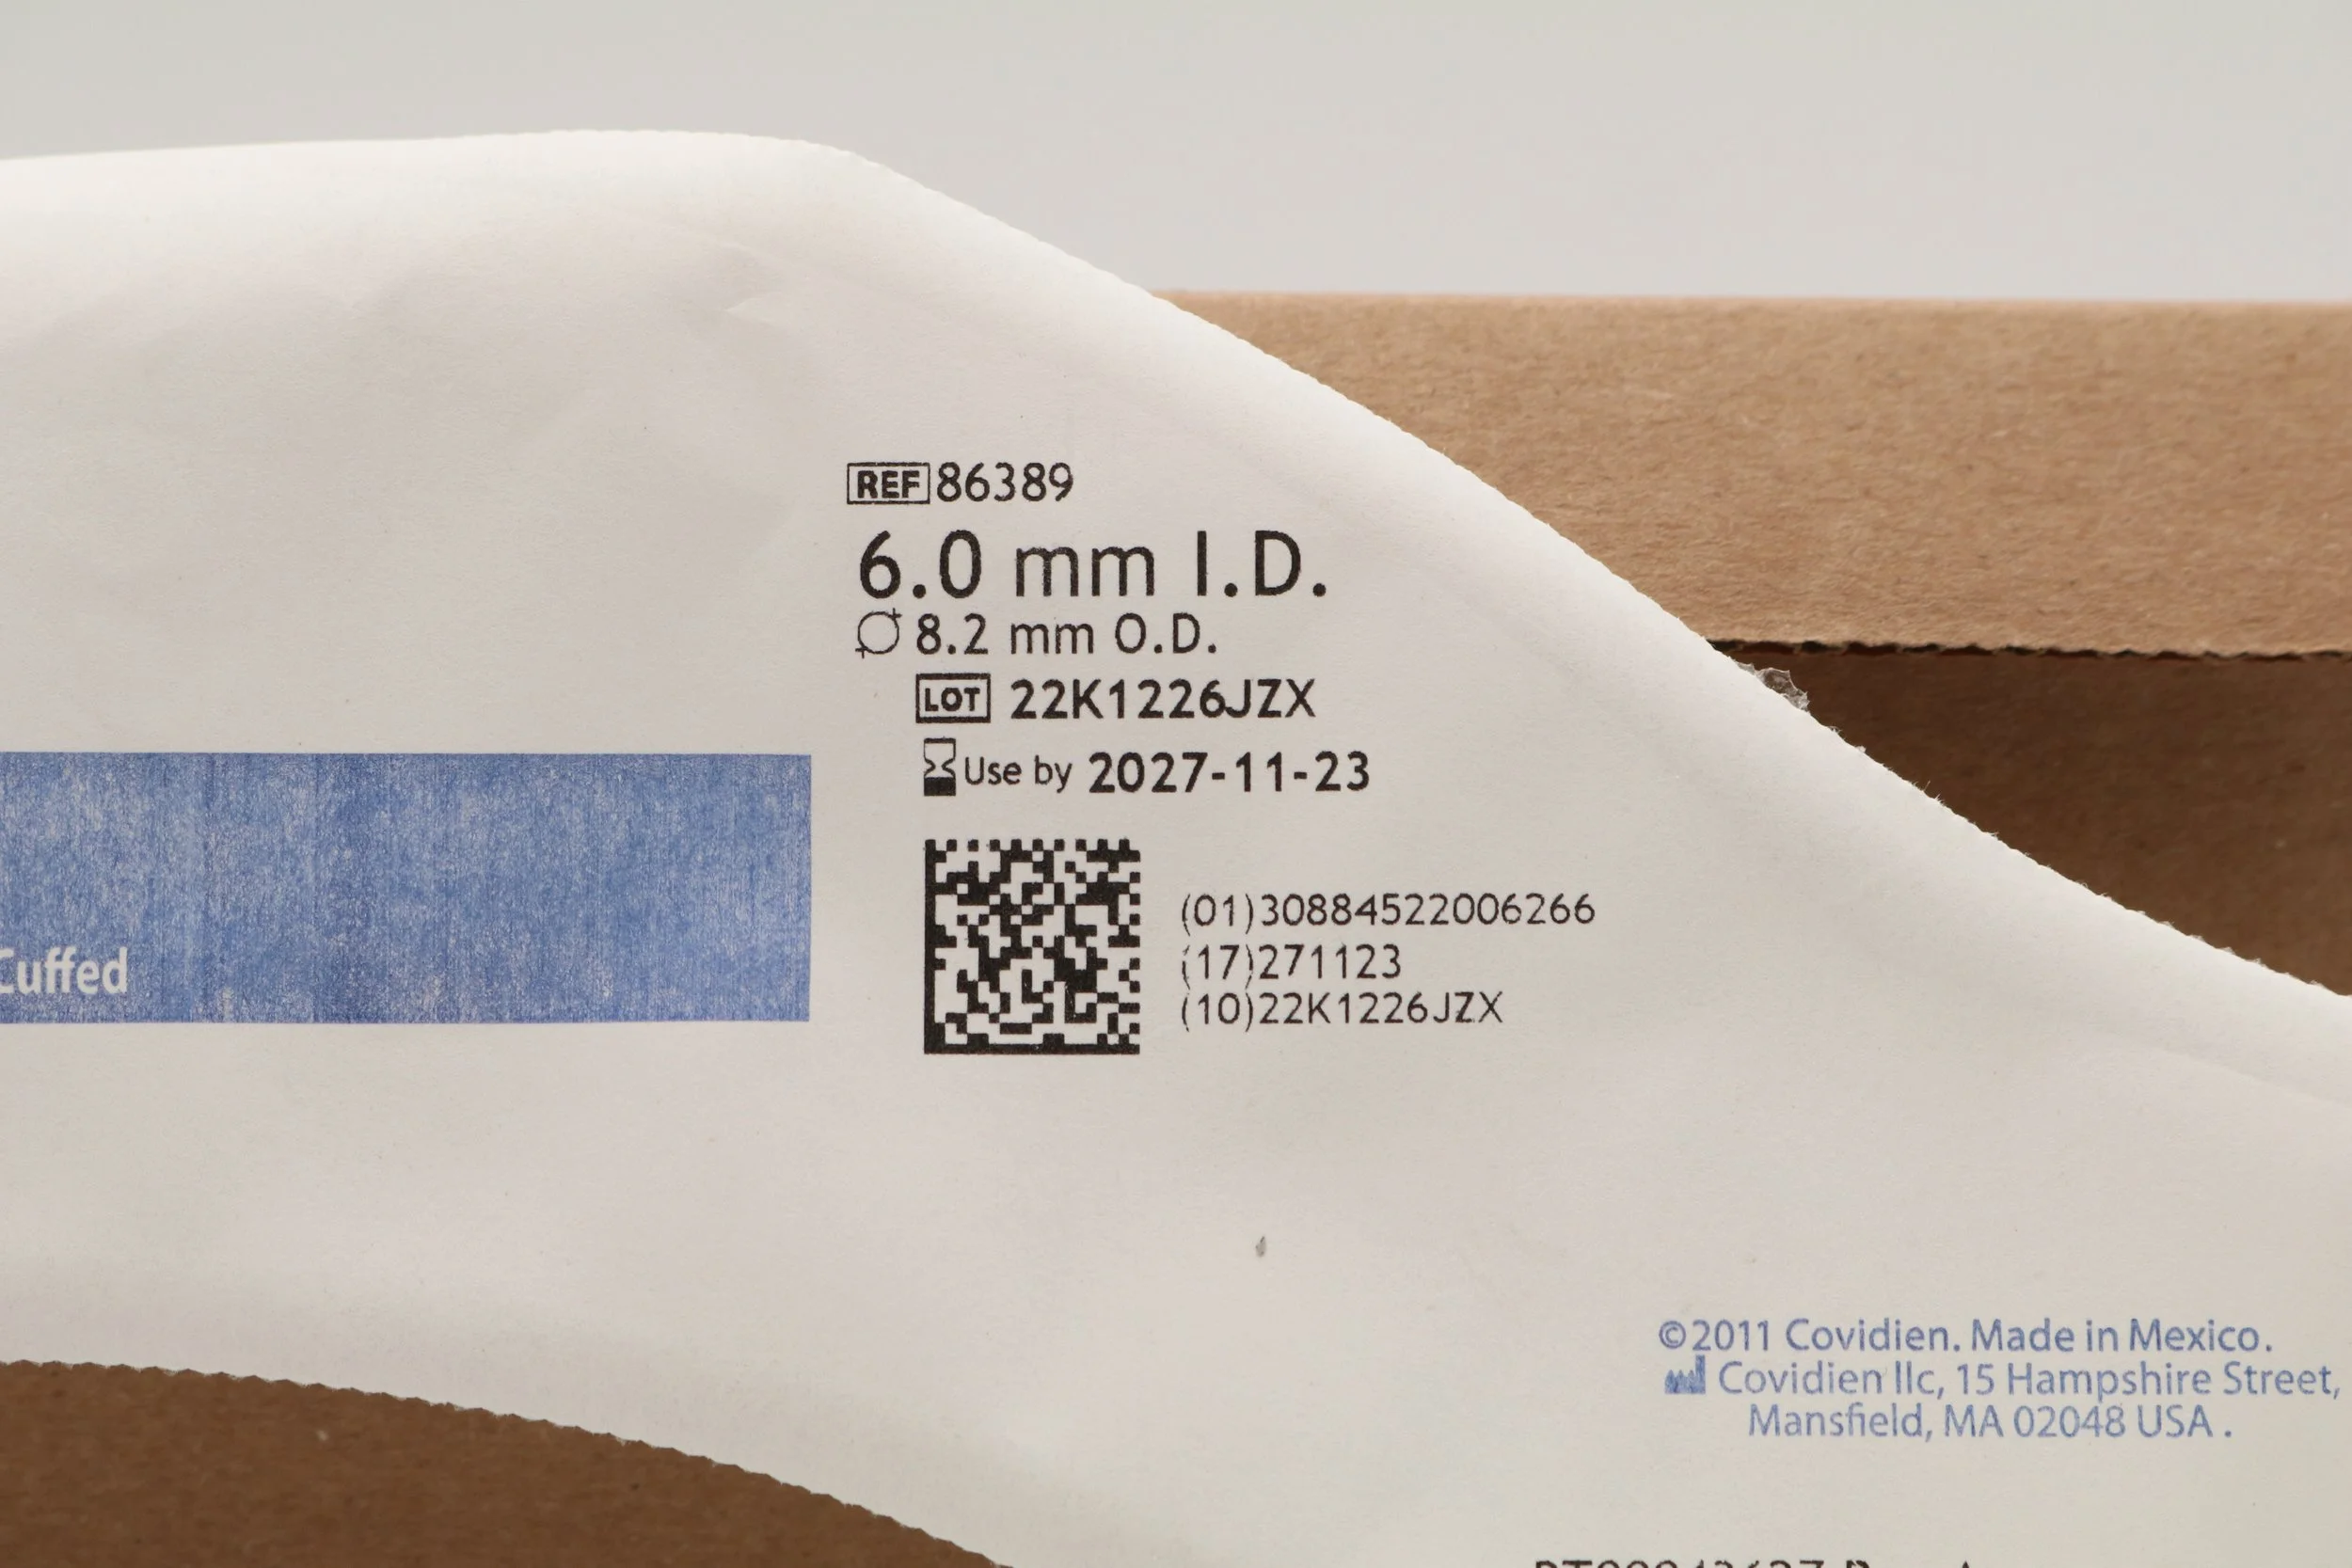 REF 86389
6.0 mm I.D.
8.2 mm O.D.
LOT 22K1226JZX
Use by 2027-11-23
Cuffed
(01)30884522006266
(17)271123
(10)22K1226JZX
©2011 Covidien. Made in Mexico.
Covidien llc, 15 Hampshire Street,
Mansfield, MA 02048 USA .